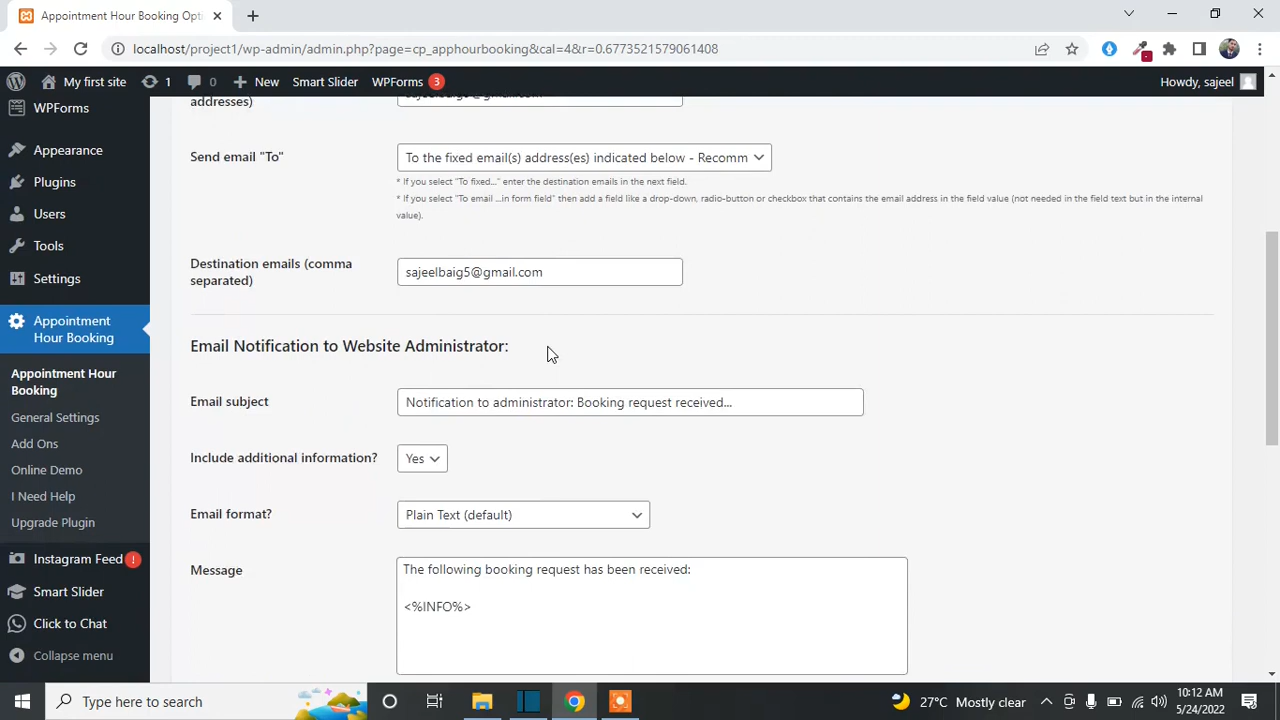 Appointment Hour Booking Opti
localhost/project1/wp-admin/admin.php?page=cp_apphourbooking&cal=4&r=0.6773521579061408
My first site
1
0
New
Smart Slider
WPForms
3
Howdy, sajeel
WPForms
Appearance
Plugins
Users
Tools
Settings
Appointment
Hour Booking
Appointment Hour
Booking
General Settings
Add Ons
Online Demo
I Need Help
Upgrade Plugin
Instagram Feed
!
Smart Slider
Click to Chat
Collapse menu
addresses)
Send email "To"
To the fixed email(s) address(es) indicated below - Recomm
* If you select "To fixed..." enter the destination emails in the next field.
* If you select "To email ...in form field" then add a field like a drop-down, radio-button or checkbox that contains the email address in the field value (not needed in the field text but in the internal
value).
Destination emails (comma
separated)
sajeelbaig5@gmail.com
Email Notification to Website Administrator:
Email subject
Notification to administrator: Booking request received...
Include additional information?
Yes
Email format?
Plain Text (default)
Message
The following booking request has been received:
<%INFO%>
Type here to search
27°C Mostly clear
10:12 AM
5/24/2022